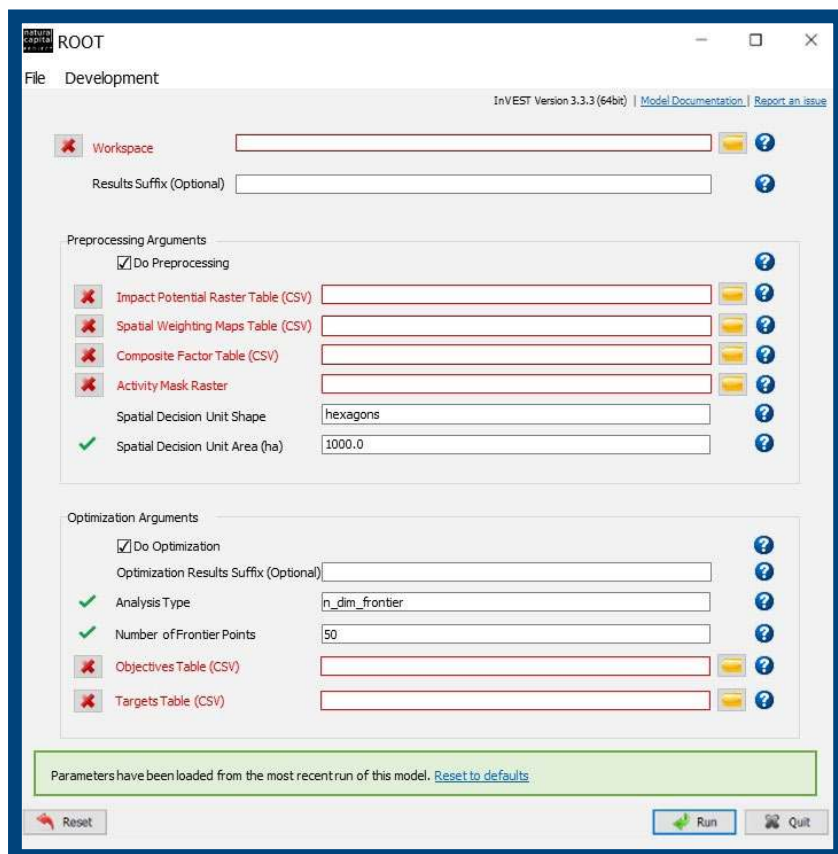 natural
capital
PROJECT
ROOT
File Development
InVEST Version 3.3.3 (64bit) | Model Documentation | Report an issue
Workspace
Results Suffix (Optional)
Preprocessing Arguments
Do Preprocessing
Impact Potential Raster Table (CSV)
Spatial Weighting Maps Table (CSV)
Composite Factor Table (CSV)
Activity Mask Raster
Spatial Decision Unit Shape hexagons
Spatial Decision Unit Area (ha) 1000.0
Optimization Arguments
Do Optimization
Optimization Results Suffix (Optional)
Analysis Type n_dim_frontier
Number of Frontier Points 50
Objectives Table (CSV)
Targets Table (CSV)
Parameters have been loaded from the most recent run of this model. Reset to defaults
Reset Run Quit